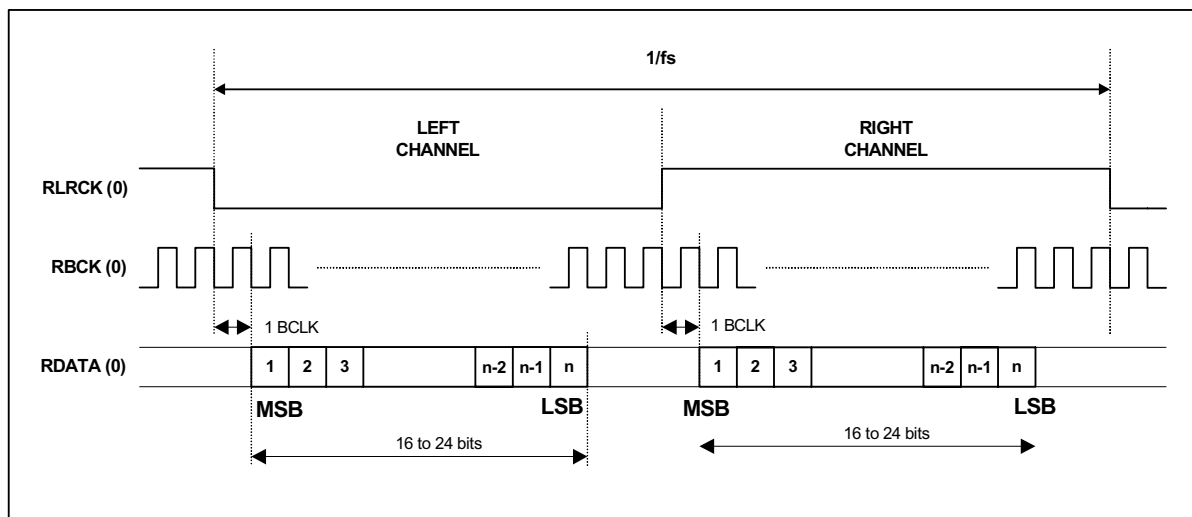 1/fs
LEFT
CHANNEL
RIGHT
CHANNEL
RLRCK (0)
RBCK (0)
1 BCLK
1 BCLK
RDATA (0)
1 2 3 n-2 n-1 n
1 2 3 n-2 n-1 n
MSB LSB
MSB LSB
16 to 24 bits
16 to 24 bits